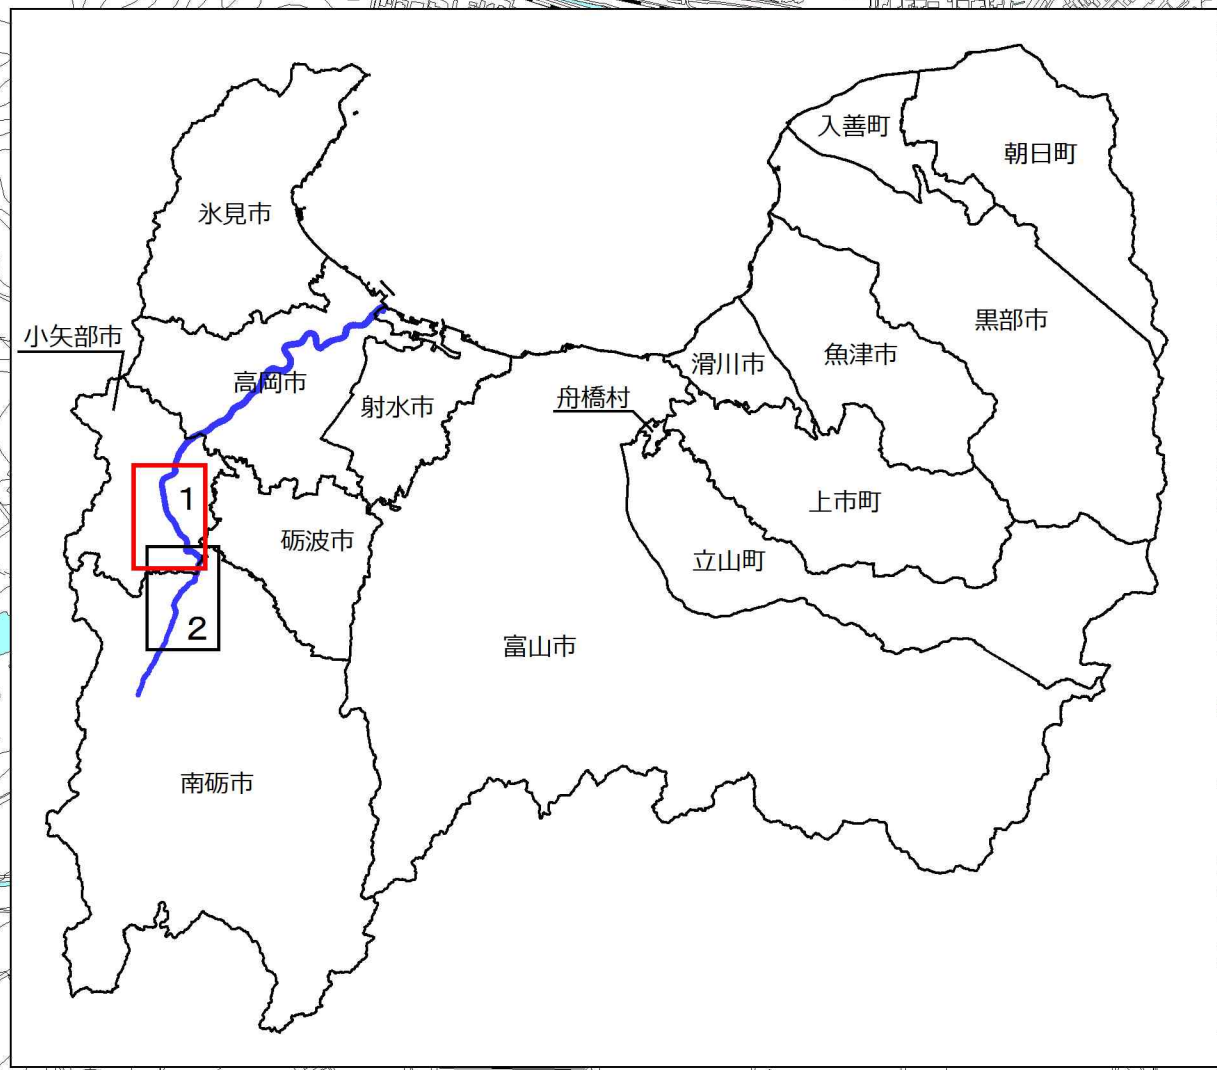 入善町
朝日町
氷見市
黒部市
小矢部市
魚津市
滑川市
高岡市
舟橋村
射水市
1
上市町
砺波市
立山町
2
富山市
南砺市